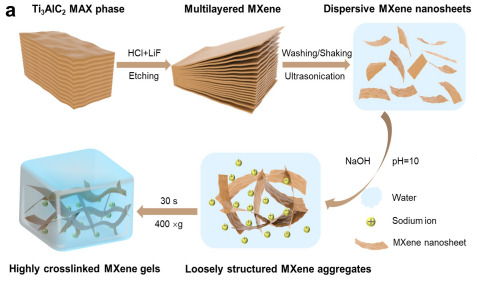 a
Ti₃AlC₂ MAX phase
Multilayered MXene
Dispersive MXene nanosheets
HCl+LiF
Etching
Washing/Shaking
Ultrasonication
NaOH
pH=10
Water
Sodium ion
MXene nanosheet
30 s
400 ×g
Highly crosslinked MXene gels
Loosely structured MXene aggregates